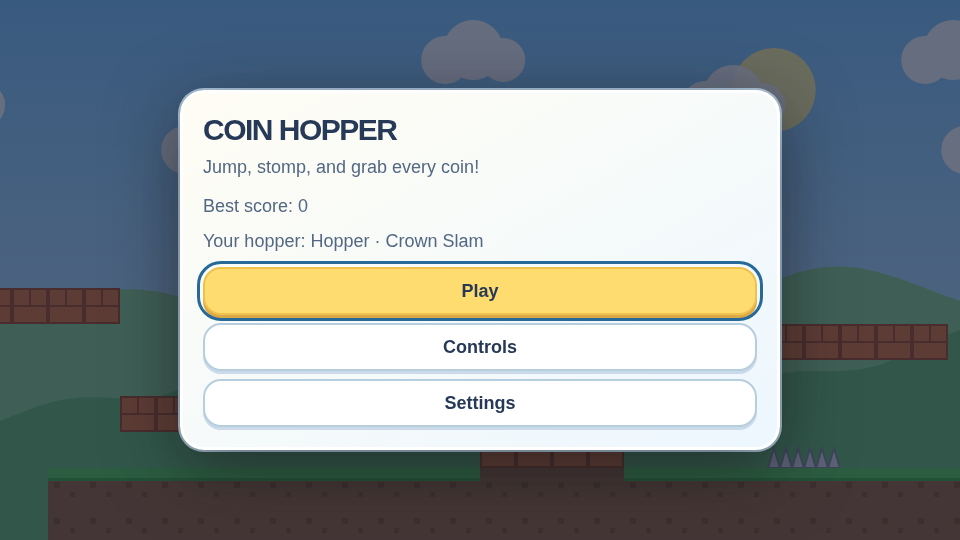 COIN HOPPER
Jump, stomp, and grab every coin!
Best score: 0
Your hopper: Hopper · Crown Slam
Play
Controls
Settings